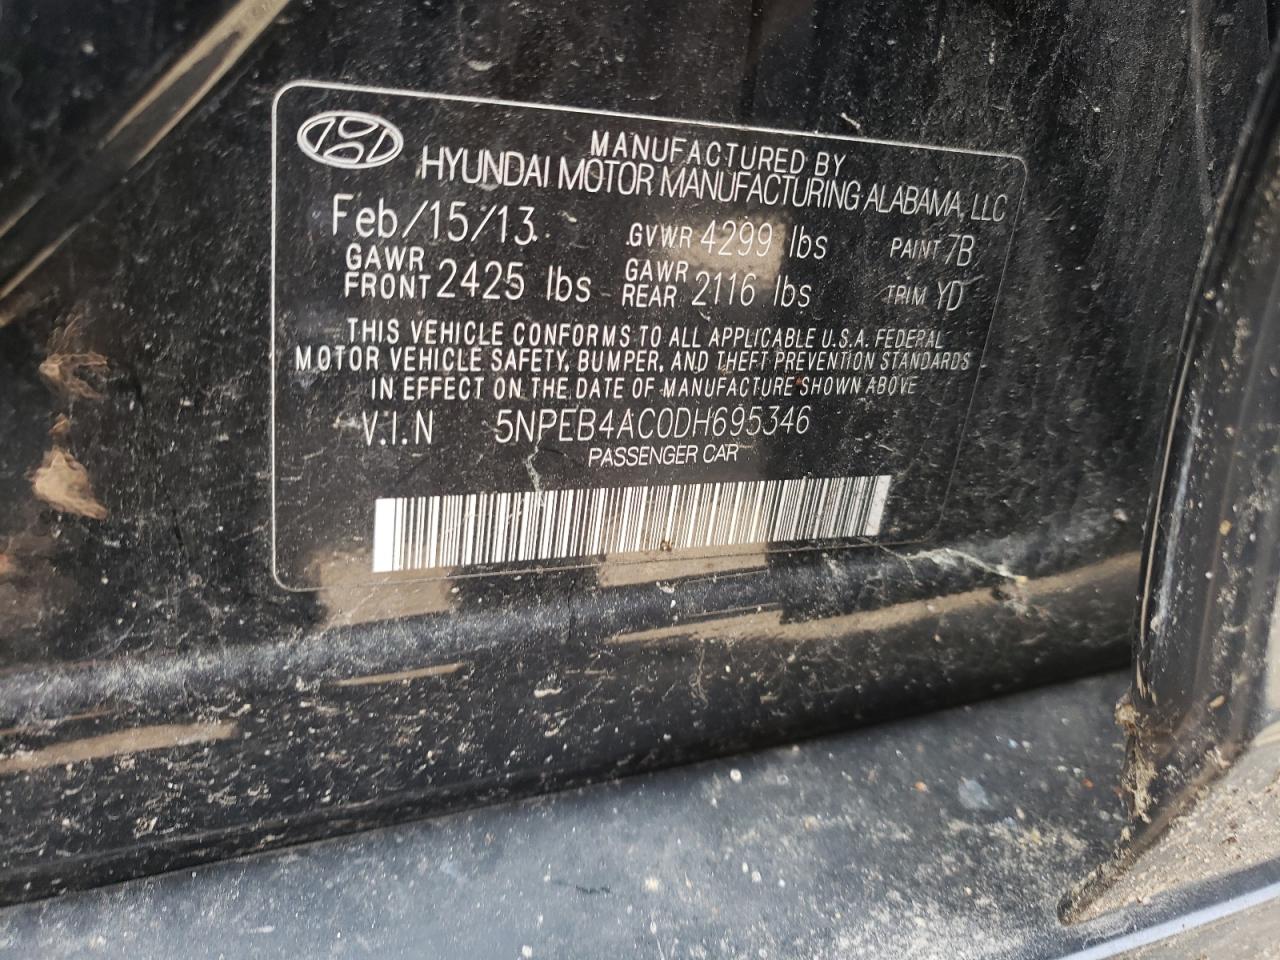 MANUFACTURED BY
HYUNDAI MOTOR MANUFACTURING ALABAMA, LLC
Feb/15/13 GVWR 4299 lbs PAINT 7B
GAWR FRONT 2425 lbs GAWR REAR 2116 lbs TRIM YD
THIS VEHICLE CONFORMS TO ALL APPLICABLE U.S.A. FEDERAL
MOTOR VEHICLE SAFETY, BUMPER, AND THEFT PREVENTION STANDARDS
IN EFFECT ON THE DATE OF MANUFACTURE SHOWN ABOVE
V.I.N 5NPEB4AC0DH695346
PASSENGER CAR